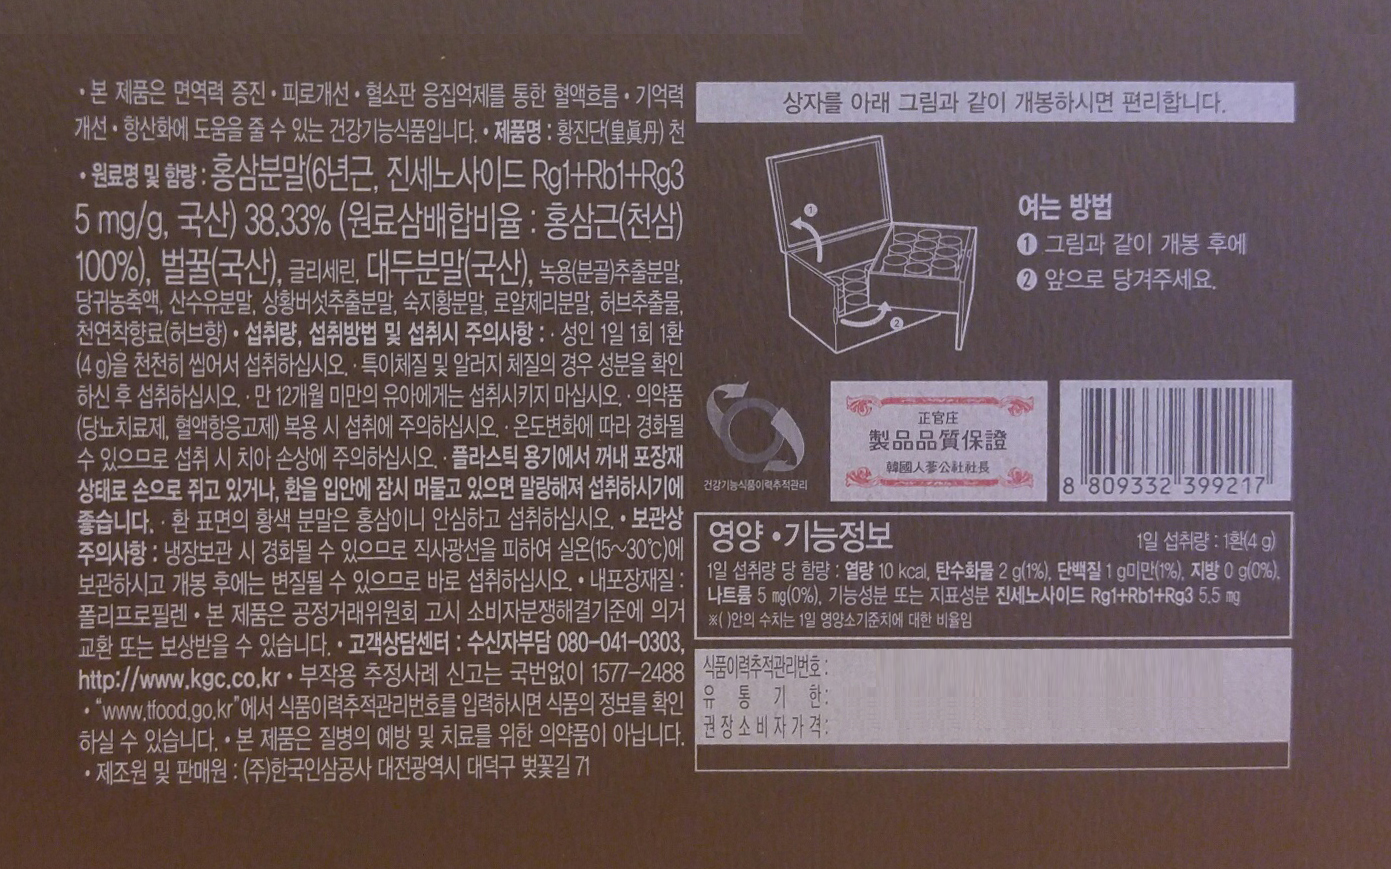 • 본 제품은 면역력 증진 • 피로개선 • 혈소판 응집억제를 통한 혈액흐름 • 기억력
개선 • 항산화에 도움을 줄 수 있는 건강기능식품입니다. • 제품명 : 황진단(皇眞丹) 천
• 원료명 및 함량 : 홍삼분말(6년근, 진세노사이드 Rg1+Rb1+Rg3
5 mg/g, 국산) 38.33% (원료삼배합비율 : 홍삼근(천삼)
100%), 벌꿀(국산), 글리세린, 대두분말(국산), 녹용(분골)추출분말,
당귀농축액, 산수유분말, 상황버섯추출분말, 숙지황분말, 로얄제리분말, 허브추출물,
천연착향료(허브향) • 섭취량, 섭취방법 및 섭취시 주의사항 : · 성인 1일 1회 1환
(4 g)을 천천히 씹어서 섭취하십시오. · 특이체질 및 알러지 체질의 경우 성분을 확인
하신 후 섭취하십시오. · 만 12개월 미만의 유아에게는 섭취시키지 마십시오. · 의약품
(당뇨치료제, 혈액항응고제) 복용 시 섭취에 주의하십시오. · 온도변화에 따라 경화될
수 있으므로 섭취 시 치아 손상에 주의하십시오. · 플라스틱 용기에서 꺼내 포장재
상태로 손으로 쥐고 있거나, 환을 입안에 잠시 머물고 있으면 말랑해져 섭취하시기에
좋습니다. · 환 표면의 황색 분말은 홍삼이니 안심하고 섭취하십시오. • 보관상
주의사항 : 냉장보관 시 경화될 수 있으므로 직사광선을 피하여 실온(15~30℃)에
보관하시고 개봉 후에는 변질될 수 있으므로 바로 섭취하십시오. • 내포장재질 :
폴리프로필렌 • 본 제품은 공정거래위원회 고시 소비자분쟁해결기준에 의거
교환 또는 보상받을 수 있습니다. • 고객상담센터 : 수신자부담 080-041-0303,
http://www.kgc.co.kr • 부작용 추정사례 신고는 국번없이 1577-2488
• "www.tfood.go.kr"에서 식품이력추적관리번호를 입력하시면 식품의 정보를 확인
하실 수 있습니다. • 본 제품은 질병의 예방 및 치료를 위한 의약품이 아닙니다.
• 제조원 및 판매원 : (주)한국인삼공사 대전광역시 대덕구 벚꽃길 71
상자를 아래 그림과 같이 개봉하시면 편리합니다.
①
②
여는 방법
① 그림과 같이 개봉 후에
② 앞으로 당겨주세요.
건강기능식품이력추적관리
正官庄
製品品質保證
韓國人蔘公社社長
8 809332 399217
영양 • 기능정보
1일 섭취량 : 1환(4 g)
1일 섭취량 당 함량 : 열량 10 kcal, 탄수화물 2 g(1%), 단백질 1 g미만(1%), 지방 0 g(0%),
나트륨 5 mg(0%), 기능성분 또는 지표성분 진세노사이드 Rg1+Rb1+Rg3 5.5 mg
※( )안의 수치는 1일 영양소기준치에 대한 비율임
식품이력추적관리번호 :
유 통 기 한 :
권장소비자가격 :